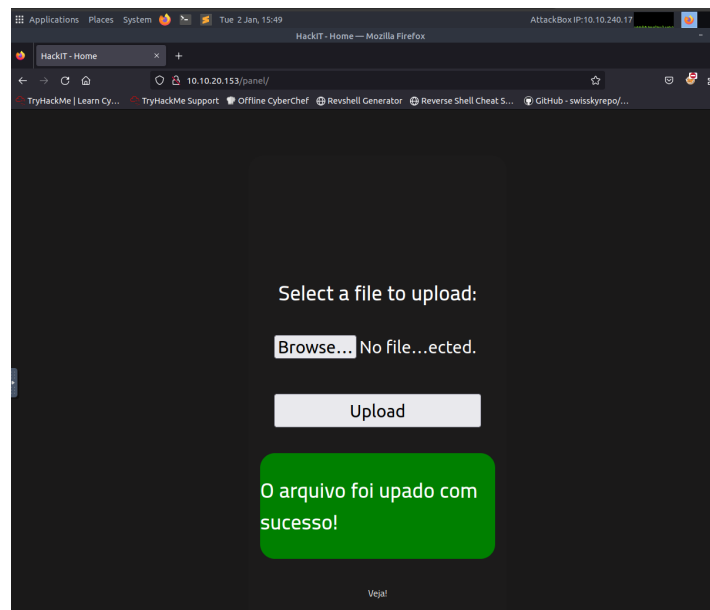 Applications Places System Tue 2 Jan, 15:49 AttackBox IP:10.10.240.17
HackIT - Home — Mozilla Firefox
HackIT - Home × +
10.10.20.153/panel/
TryHackMe | Learn Cy... TryHackMe Support Offline CyberChef Revshell Generator Reverse Shell Cheat S... GitHub - swisskyrepo/...
Select a file to upload:
Browse... No file...ected.
Upload
O arquivo foi upado com
sucesso!
Veja!